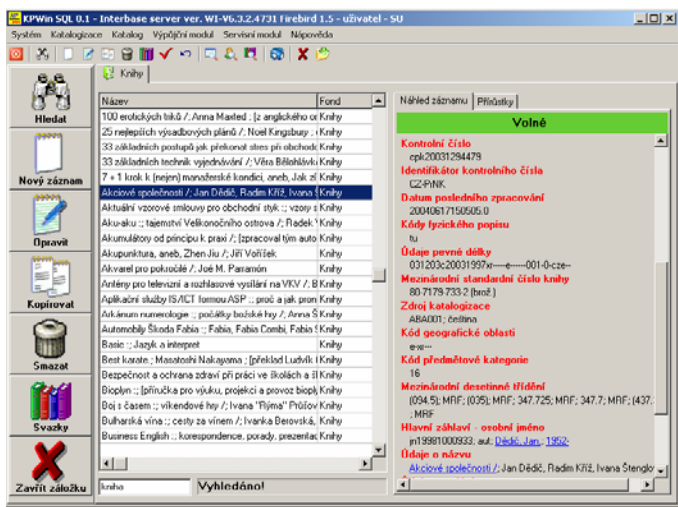 KPWin SQL 0.1 - Interbase server ver. WI-V6.3.2.4731 Firebird 1.5 - uživatel - SU
Systém Katalogizace Katalog Výpůjční modul Servisní modul Nápověda
Knihy
Hledat
Nový záznam
Opravit
Kopírovat
Smazat
Svazky
Zavřít záložku
Název Fond
100 erotických triků /; Anna Maxted ; [z anglického or Knihy
25 nejlepších výsadbových plánů /; Noel Kingsbury ; Knihy
33 základních postupů jak překonat stres při obchodo Knihy
33 základních technik vyjednávání /; Věra Bělohlávk Knihy
7 + 1 krok k (nejen) manažerské kondici, aneb, Jak zí Knihy
Akciové společnosti /; Jan Dědič, Radim Kříž, Ivana Š Knihy
Aktuální vzorové smlouvy pro obchodní styk :; vzory s Knihy
Aku-aku :; tajemství Velikonočního ostrova /; Radek Knihy
Akumulátory od principu k praxi /; [zpracoval tým auto Knihy
Akupunktura, aneb, Zhen Jiu /; Jiří Voříšek Knihy
Akvarel pro pokročilé /; José M. Parramón Knihy
Antény pro televizní a rozhlasové vysílání na VKV /; B Knihy
Aplikační služby IS/ICT formou ASP :; proč a jak pron Knihy
Arkánum numerologie :; počátky božské hry /; Anna Š Knihy
Automobily Škoda Fabia :; Fabia, Fabia Combi, Fabia Knihy
Basic :; Jazyk a interpret Knihy
Best karate.; Masatoshi Nakayama ; [překlad Ludvík Knihy
Bezpečnost a ochrana zdraví při práci ve školách a šl Knihy
Bioplyn :; [příručka pro výuku, projekci a provoz biopl Knihy
Boj s časem :; víkendové hry /; Ivana "Rýma" Průšov Knihy
Bulharská vína :; cesty za vínem /; Ivanka Berovská, Knihy
Business English :: korespondence, porady, prezentac Knihy
kniha
Vyhledáno!
Náhled záznamu Přírůstky
Volné
Kontrolní číslo
cpk20031294479
Identifikátor kontrolního čísla
CZ-PrNK
Datum posledního zpracování
20040617150505.0
Kódy fyzického popisu
tu
Údaje pevné délky
031203c20031997xr-----e------001-0-cze--
Mezinárodní standardní číslo knihy
80-7179-733-2 (brož.)
Zdroj katalogizace
ABA001; čeština
Kód geografické oblasti
e-xr---
Kód předmětové kategorie
16
Mezinárodní desetinné třídění
(094.5); MRF; (035); MRF; 347.725; MRF; 347.7; MRF; (437.
; MRF
Hlavní záhlaví - osobní jméno
jn19981000933; aut; Dědič, Jan,; 1952-
Údaje o názvu
Akciové společnosti /; Jan Dědič, Radim Kříž, Ivana Štenglov